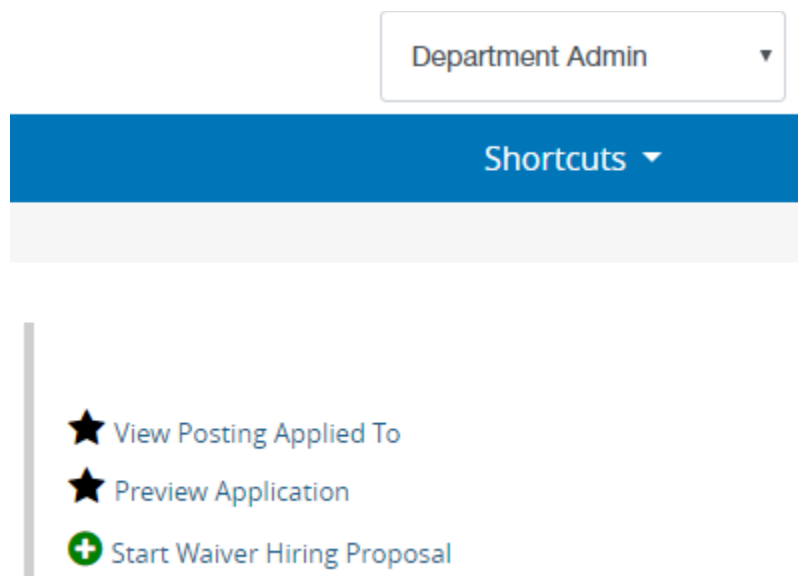 Department Admin
Shortcuts
View Posting Applied To
Preview Application
Start Waiver Hiring Proposal